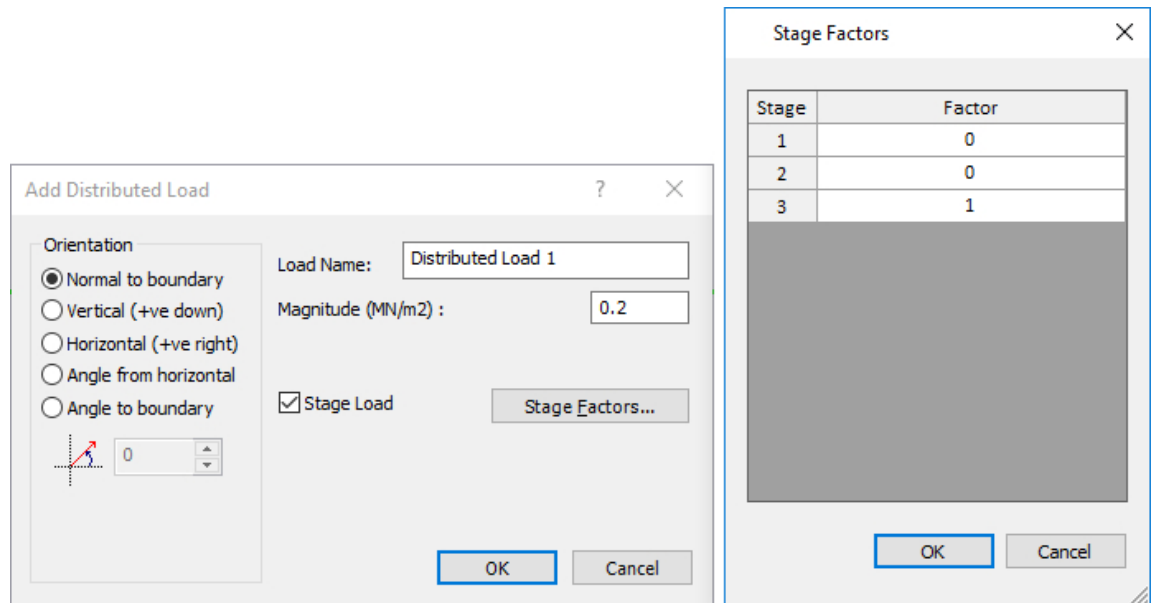 Add Distributed Load ?
Orientation
Normal to boundary
Vertical (+ve down)
Horizontal (+ve right)
Angle from horizontal
Angle to boundary
0
Load Name: Distributed Load 1
Magnitude (MN/m2) : 0.2
Stage Load Stage Factors...
OK Cancel
Stage Factors
Stage Factor
1 0
2 0
3 1
OK Cancel